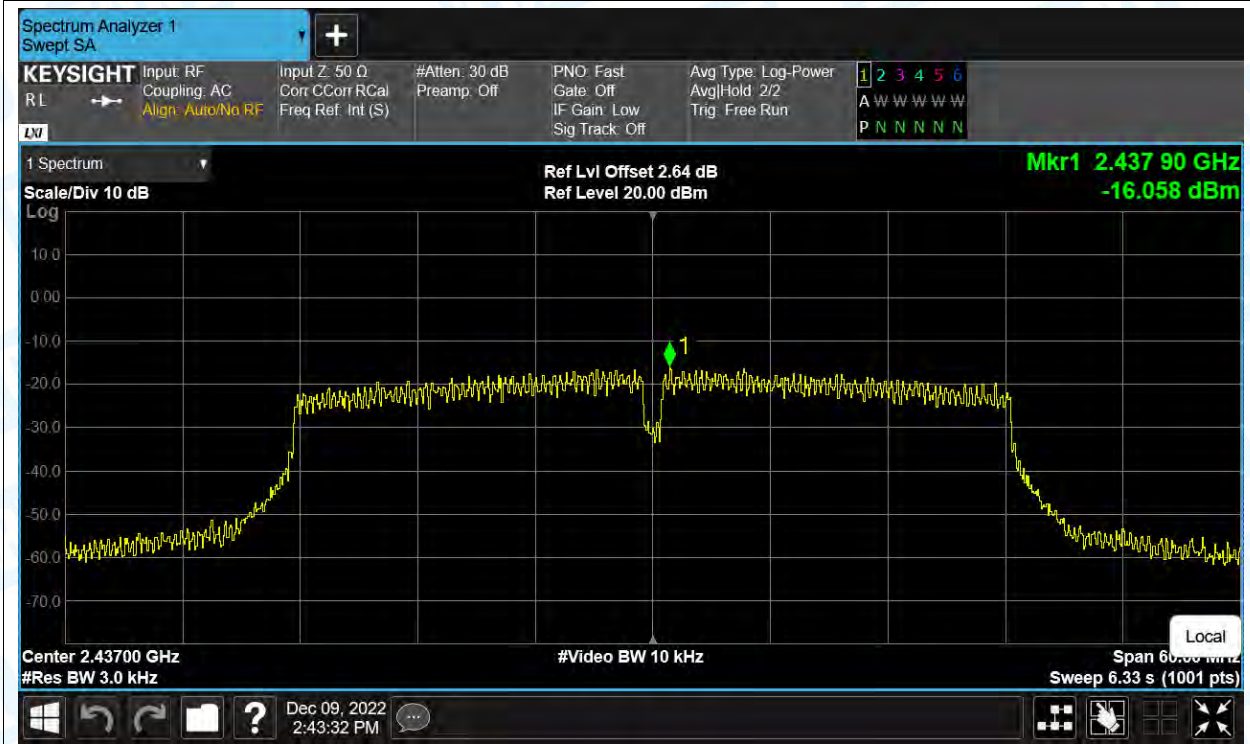 Spectrum Analyzer 1
Swept SA
KEYSIGHT
R L
LXI
Input: RF
Coupling: AC
Align: Auto/No RF
Input Z: 50 Ω
Corr CCorr RCal
Freq Ref: Int (S)
#Atten: 30 dB
Preamp: Off
PNO: Fast
Gate: Off
IF Gain: Low
Sig Track: Off
Avg Type: Log-Power
Avg|Hold: 2/2
Trig: Free Run
1 2 3 4 5 6
A W W W W W
P N N N N N
1 Spectrum
Scale/Div 10 dB
Log
Ref Lvl Offset 2.64 dB
Ref Level 20.00 dBm
Mkr1 2.437 90 GHz
-16.058 dBm
10.0
0.00
-10.0
1
-20.0
-30.0
-40.0
-50.0
-60.0
-70.0
Local
Center 2.43700 GHz
#Video BW 10 kHz
Span 60.00 MHz
#Res BW 3.0 kHz
Sweep 6.33 s (1001 pts)
?
Dec 09, 2022
2:43:32 PM